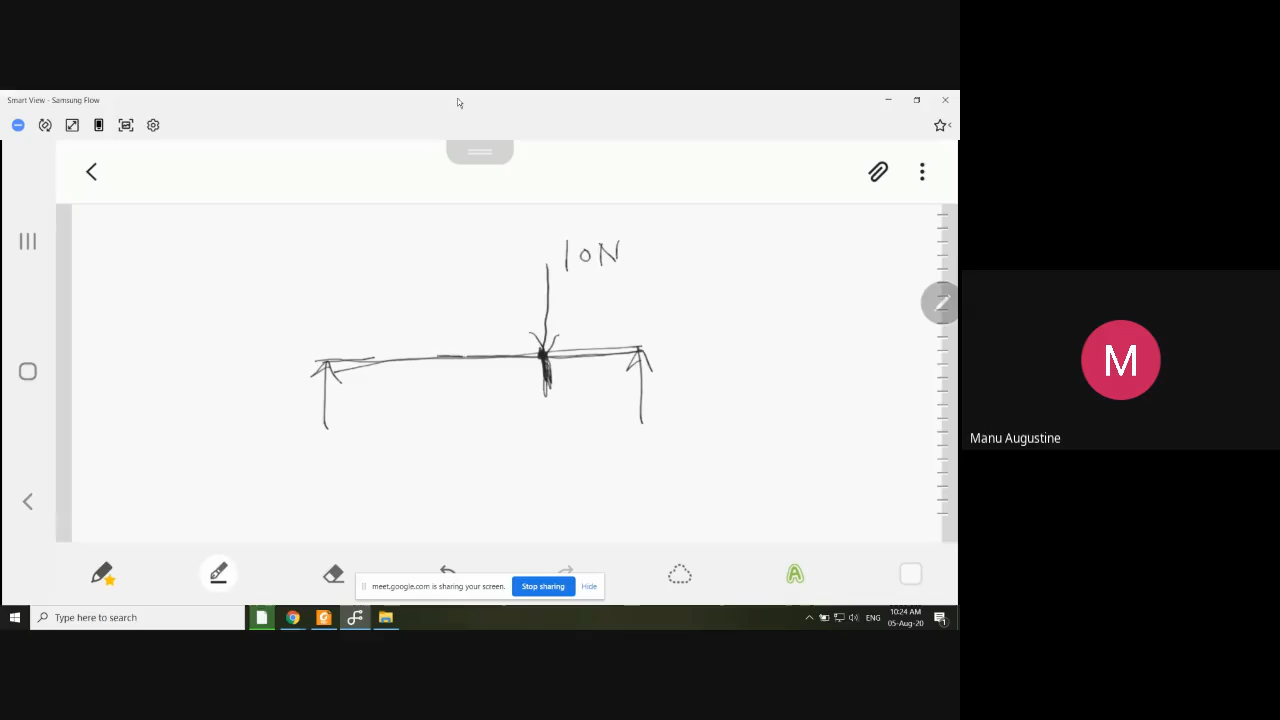 Smart View - Samsung Flow
10N
M
Manu Augustine
meet.google.com is sharing your screen.
Stop sharing
Hide
A
Type here to search
ENG
10:24 AM
05-Aug-20
1